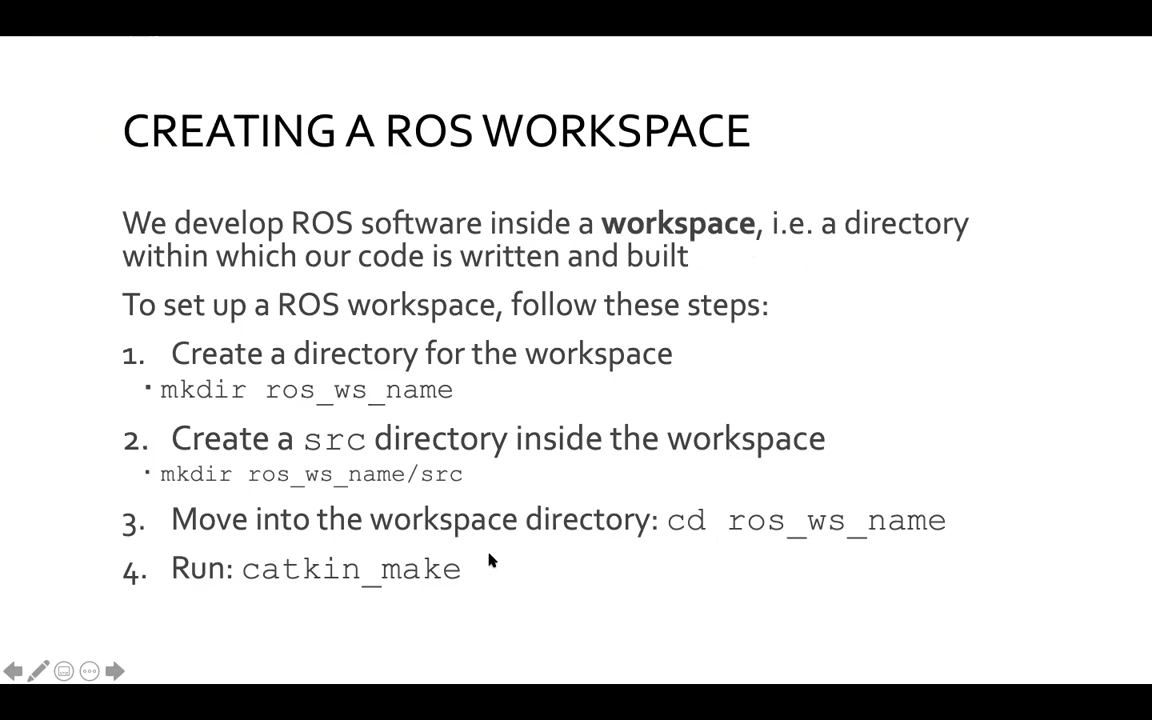 CREATING A ROS WORKSPACE
We develop ROS software inside a workspace, i.e. a directory
within which our code is written and built
To set up a ROS workspace, follow these steps:
1. Create a directory for the workspace
▪ mkdir ros_ws_name
2. Create a src directory inside the workspace
▪ mkdir ros_ws_name/src
3. Move into the workspace directory: cd ros_ws_name
4. Run: catkin_make